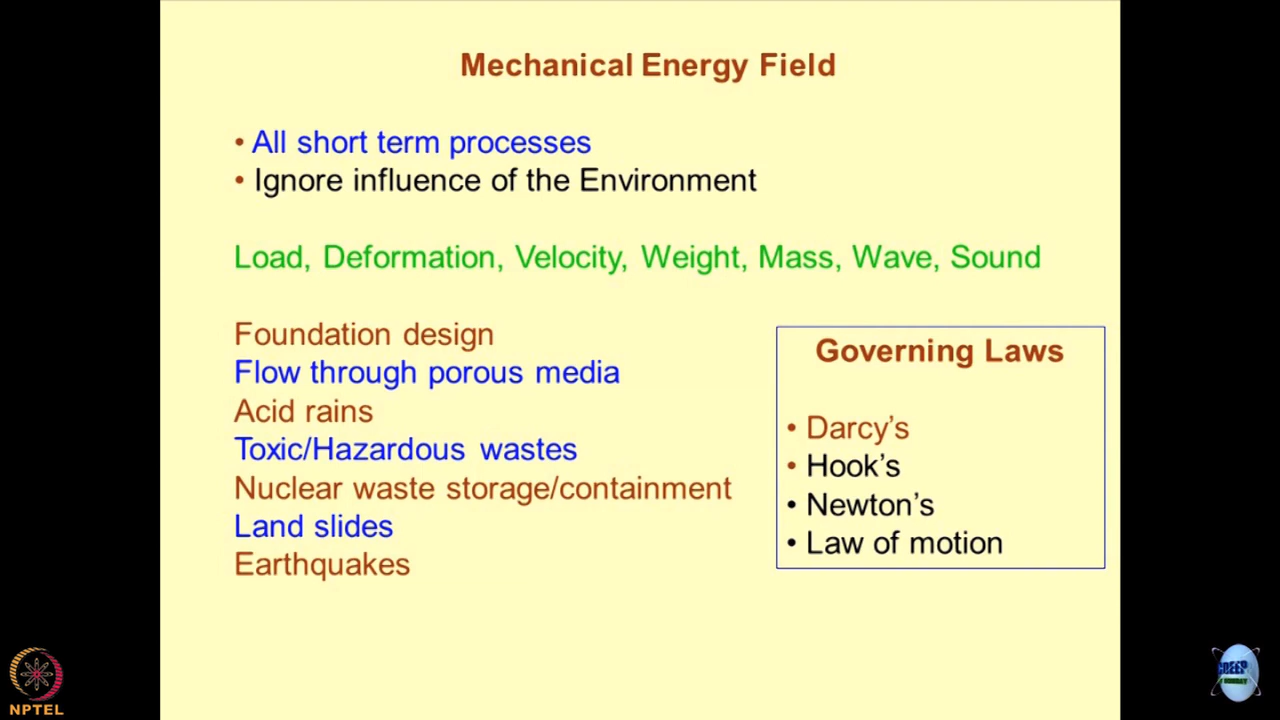 Mechanical Energy Field
• All short term processes
• Ignore influence of the Environment
Load, Deformation, Velocity, Weight, Mass, Wave, Sound
Foundation design
Flow through porous media
Acid rains
Toxic/Hazardous wastes
Nuclear waste storage/containment
Land slides
Earthquakes
Governing Laws
• Darcy’s
• Hook’s
• Newton’s
• Law of motion
NPTEL